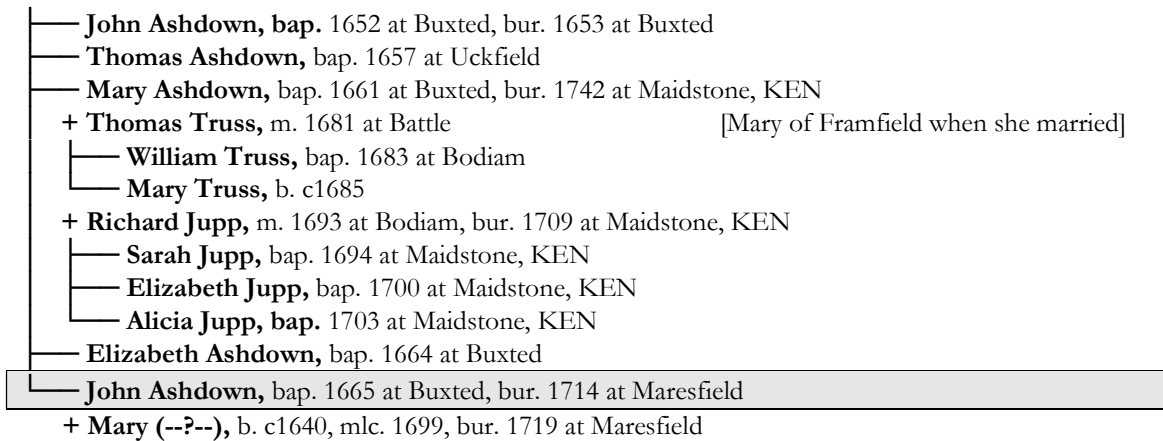 John Ashdown, bap. 1652 at Buxted, bur. 1653 at Buxted
Thomas Ashdown, bap. 1657 at Uckfield
Mary Ashdown, bap. 1661 at Buxted, bur. 1742 at Maidstone, KEN
+ Thomas Truss, m. 1681 at Battle [Mary of Framfield when she married]
William Truss, bap. 1683 at Bodiam
Mary Truss, b. c1685
+ Richard Jupp, m. 1693 at Bodiam, bur. 1709 at Maidstone, KEN
Sarah Jupp, bap. 1694 at Maidstone, KEN
Elizabeth Jupp, bap. 1700 at Maidstone, KEN
Alicia Jupp, bap. 1703 at Maidstone, KEN
Elizabeth Ashdown, bap. 1664 at Buxted
John Ashdown, bap. 1665 at Buxted, bur. 1714 at Maresfield
+ Mary (--?--), b. c1640, mlc. 1699, bur. 1719 at Maresfield